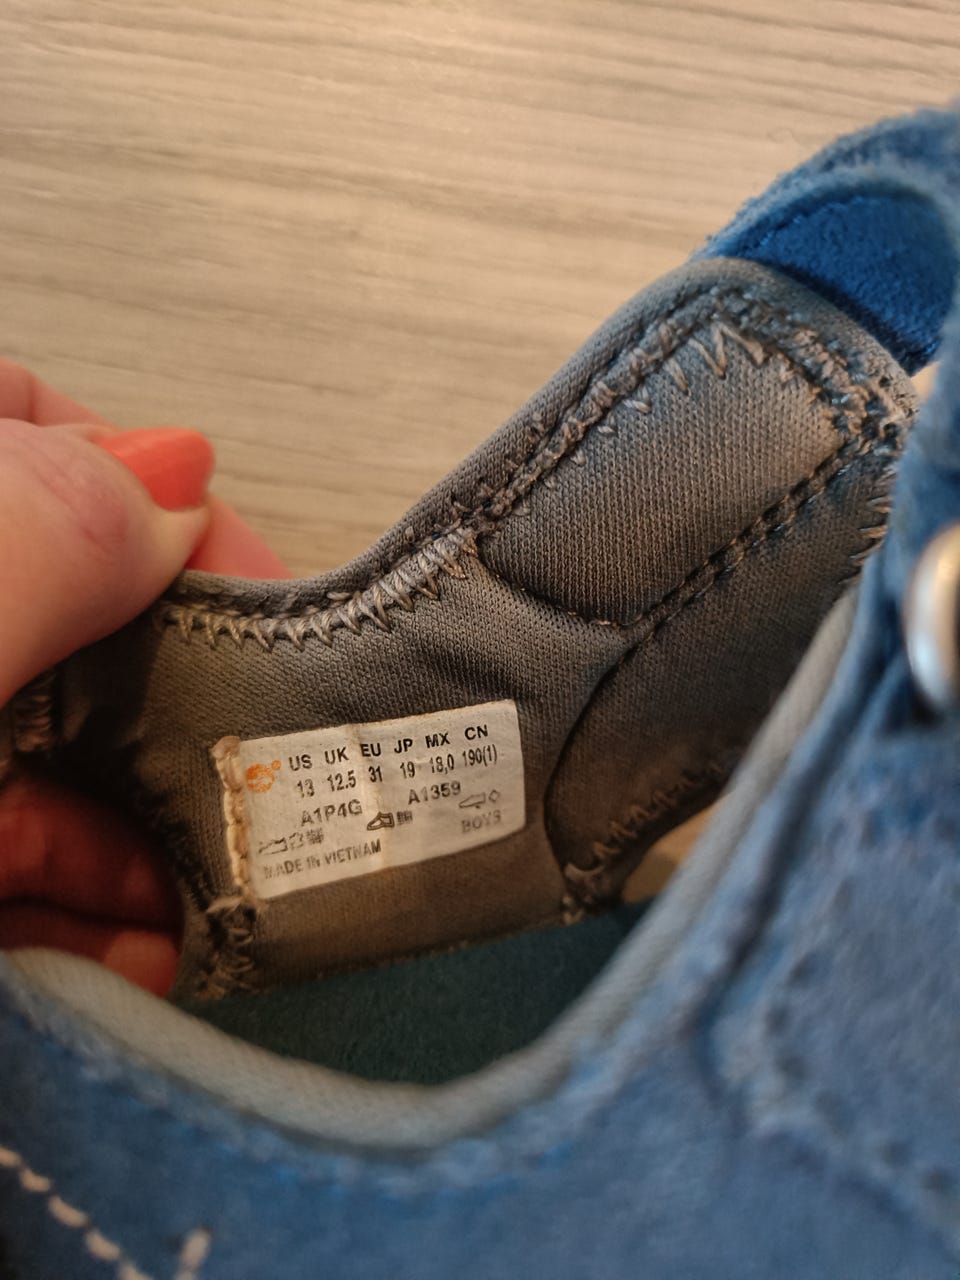 US UK EU JP MX CN
13 12.5 31 19 18,0 190(1)
A1P4G A1359
BOYS
MADE IN VIETNAM